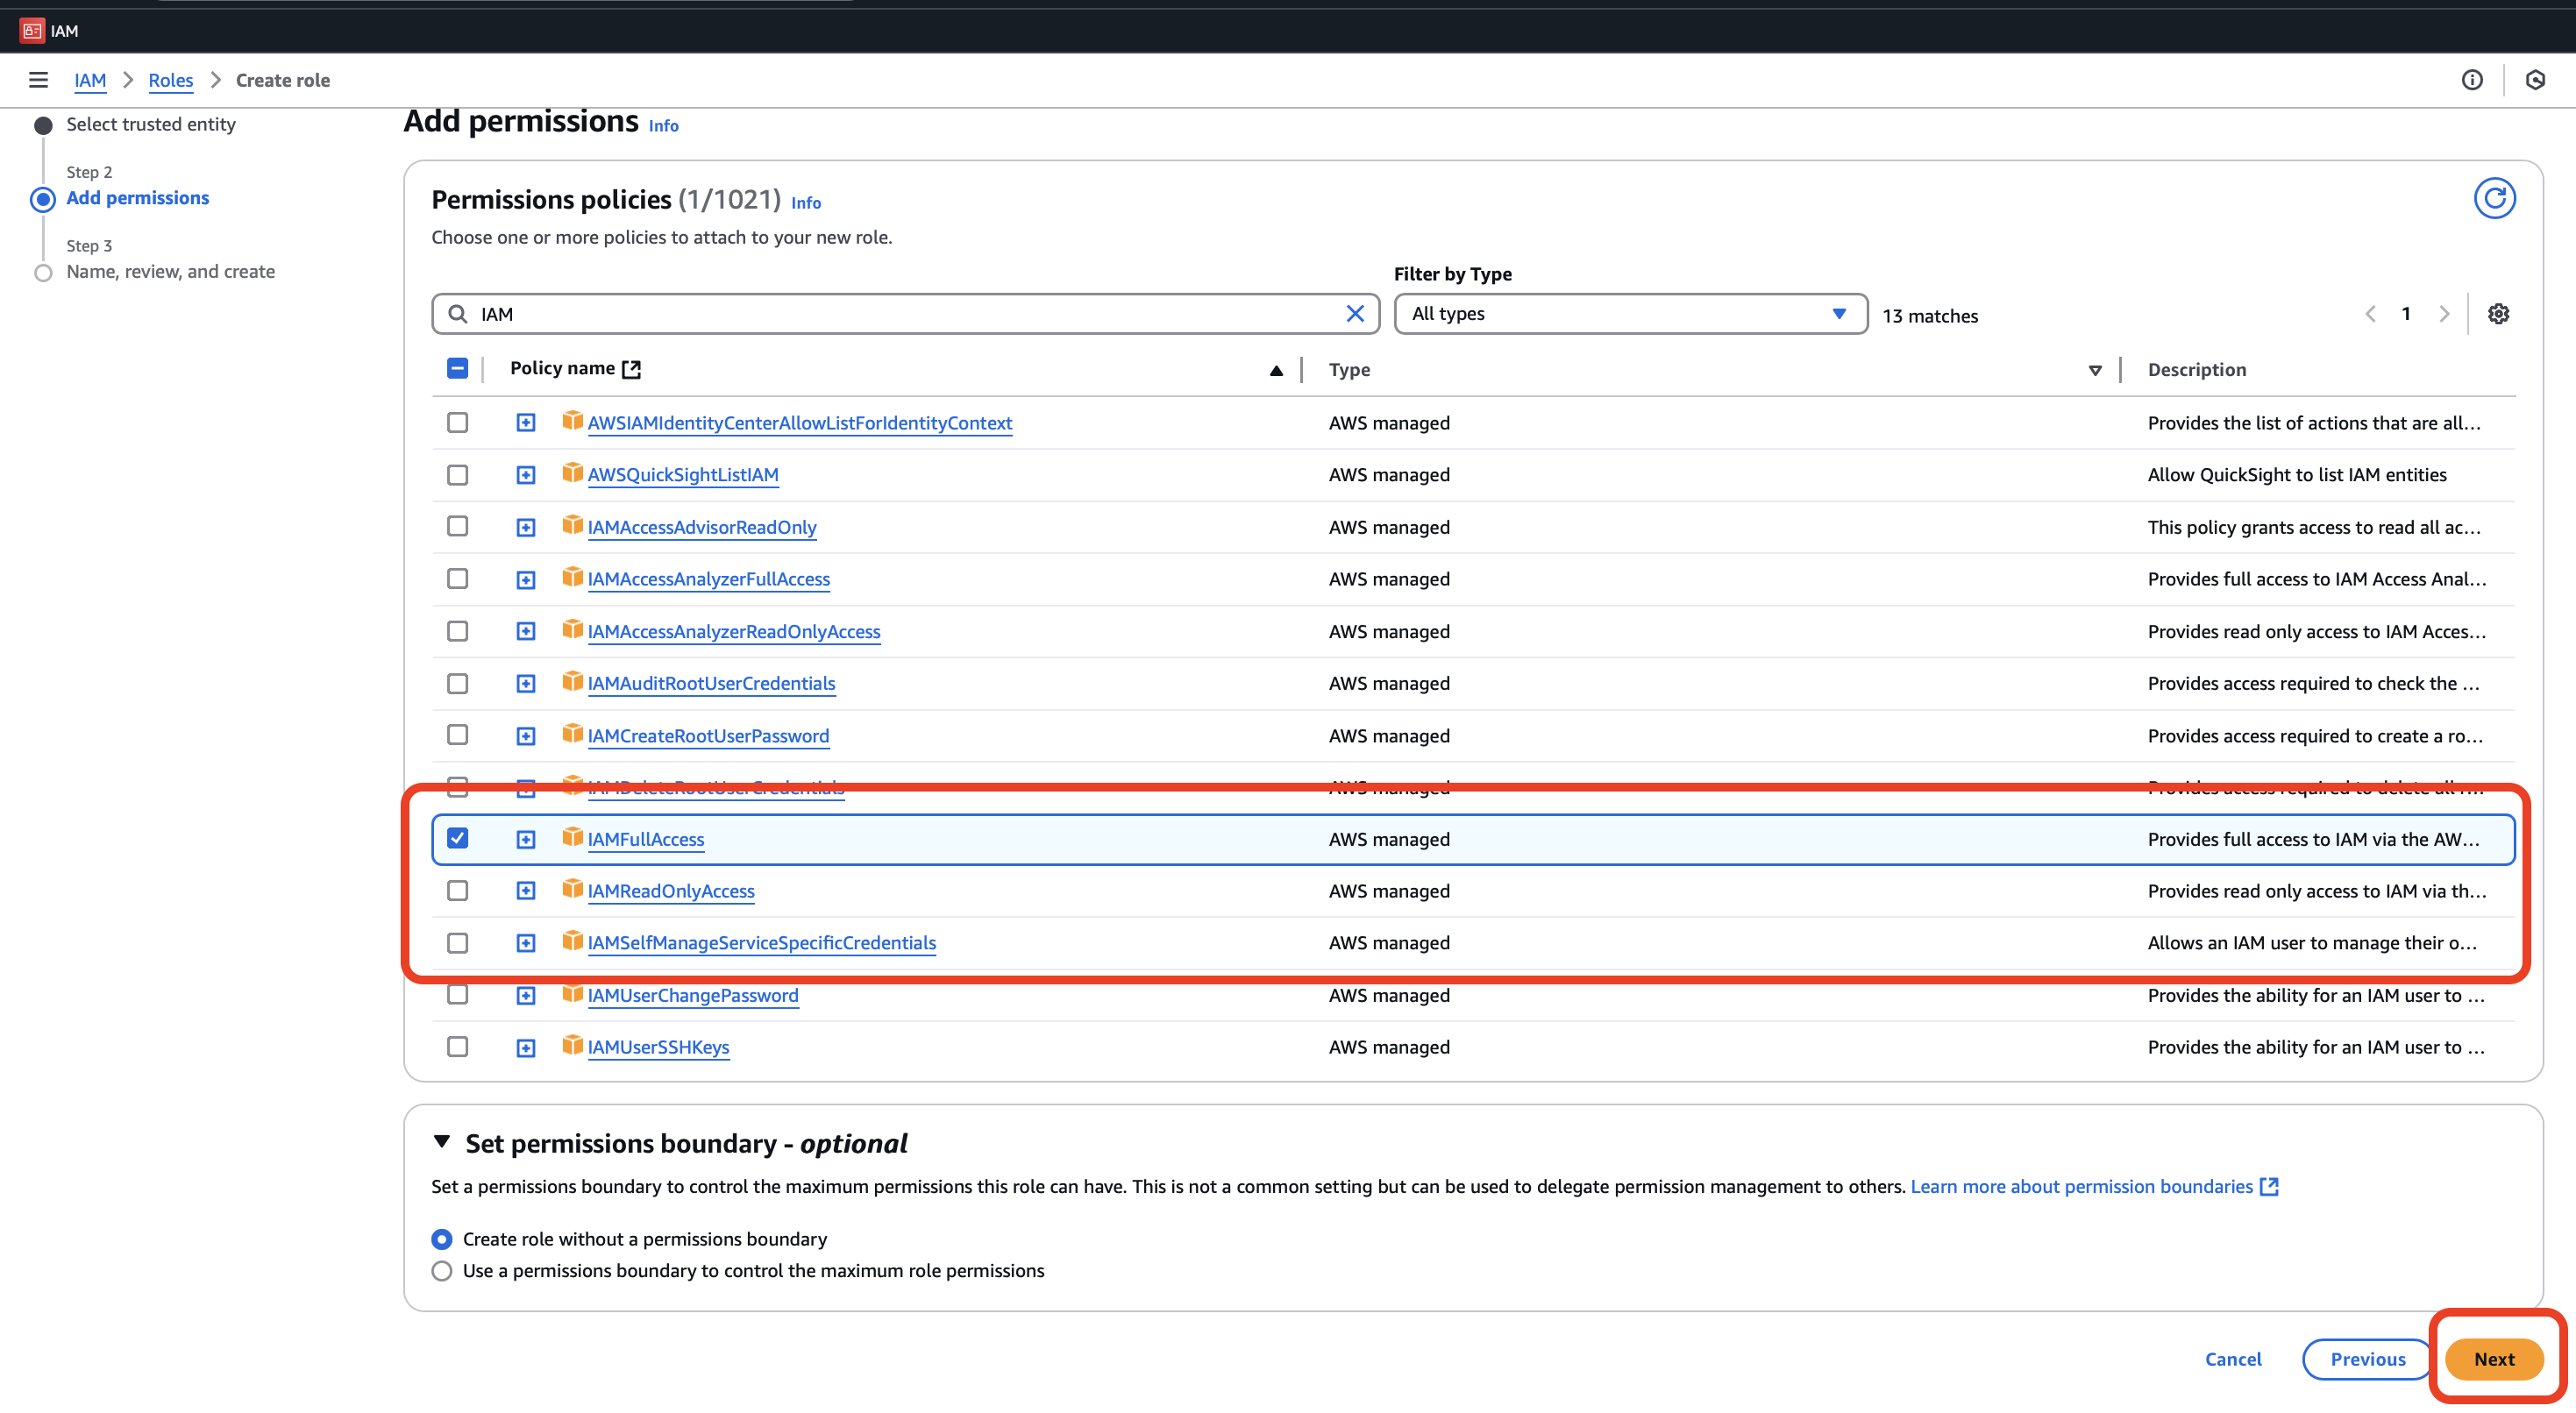 IAM
IAM > Roles > Create role
Select trusted entity
Step 2
Add permissions
Step 3
Name, review, and create
Add permissions Info
Permissions policies (1/1021) Info
Choose one or more policies to attach to your new role.
Filter by Type
IAM All types 13 matches 1
Policy name Type Description
AWSIAMIdentityCenterAllowListForIdentityContext AWS managed Provides the list of actions that are all...
AWSQuickSightListIAM AWS managed Allow QuickSight to list IAM entities
IAMAccessAdvisorReadOnly AWS managed This policy grants access to read all ac...
IAMAccessAnalyzerFullAccess AWS managed Provides full access to IAM Access Anal...
IAMAccessAnalyzerReadOnlyAccess AWS managed Provides read only access to IAM Acces...
IAMAuditRootUserCredentials AWS managed Provides access required to check the ...
IAMCreateRootUserPassword AWS managed Provides access required to create a ro...
IAMDeleteRootUserCredentials AWS managed Provides access required to delete all r...
IAMFullAccess AWS managed Provides full access to IAM via the AW...
IAMReadOnlyAccess AWS managed Provides read only access to IAM via th...
IAMSelfManageServiceSpecificCredentials AWS managed Allows an IAM user to manage their o...
IAMUserChangePassword AWS managed Provides the ability for an IAM user to ...
IAMUserSSHKeys AWS managed Provides the ability for an IAM user to ...
Set permissions boundary - optional
Set a permissions boundary to control the maximum permissions this role can have. This is not a common setting but can be used to delegate permission management to others. Learn more about permission boundaries
Create role without a permissions boundary
Use a permissions boundary to control the maximum role permissions
Cancel Previous Next